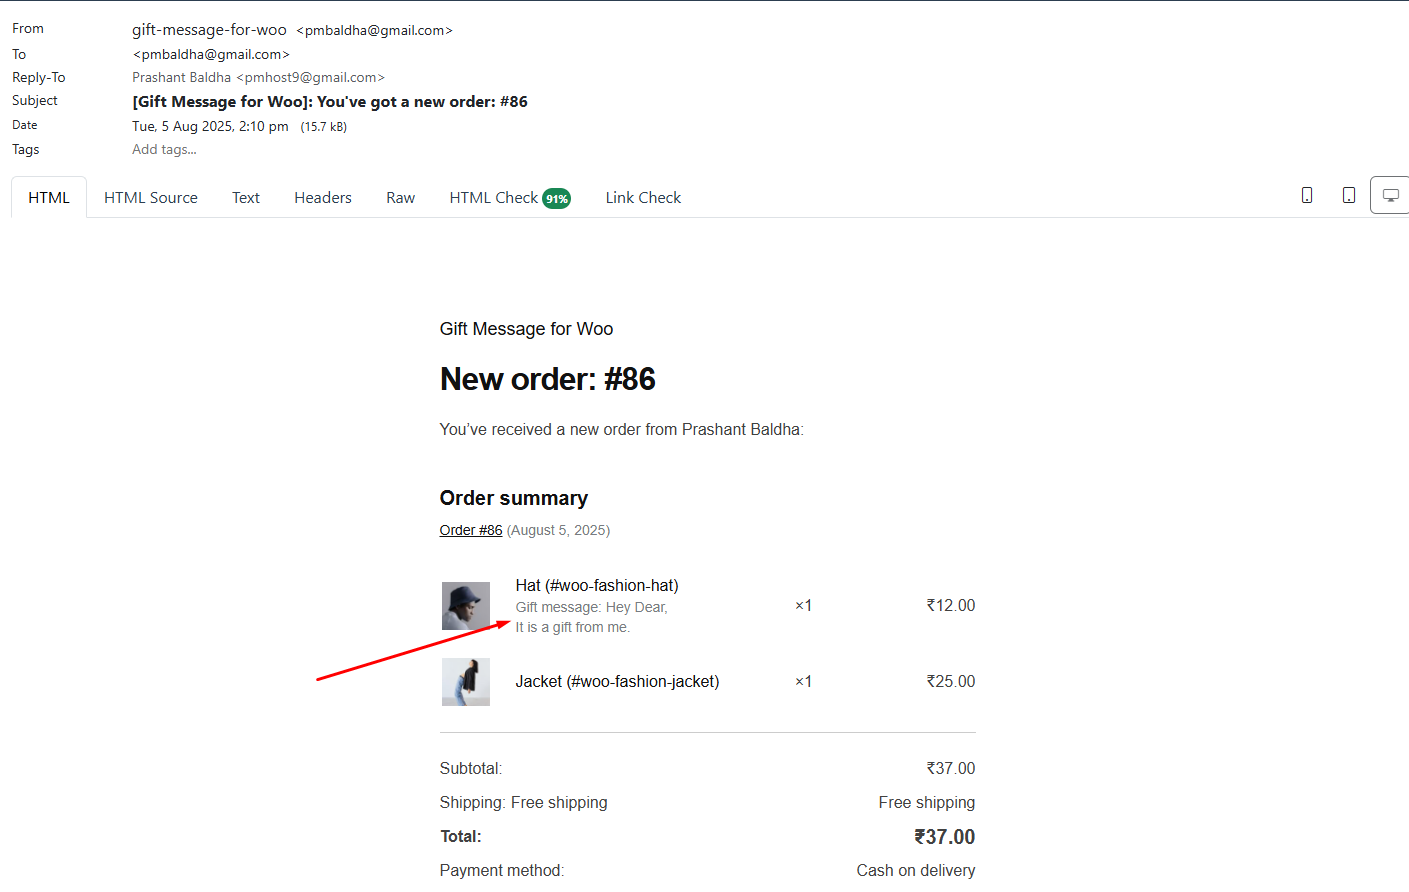 From gift-message-for-woo <pmbaldha@gmail.com>
To <pmbaldha@gmail.com>
Reply-To Prashant Baldha <pmhost9@gmail.com>
Subject [Gift Message for Woo]: You've got a new order: #86
Date Tue, 5 Aug 2025, 2:10 pm (15.7 kB)
Tags Add tags...
HTML HTML Source Text Headers Raw HTML Check 91% Link Check
Gift Message for Woo
New order: #86
You’ve received a new order from Prashant Baldha:
Order summary
Order #86 (August 5, 2025)
Hat (#woo-fashion-hat) ×1 ₹12.00
Gift message: Hey Dear,
It is a gift from me.
Jacket (#woo-fashion-jacket) ×1 ₹25.00
Subtotal: ₹37.00
Shipping: Free shipping Free shipping
Total: ₹37.00
Payment method: Cash on delivery